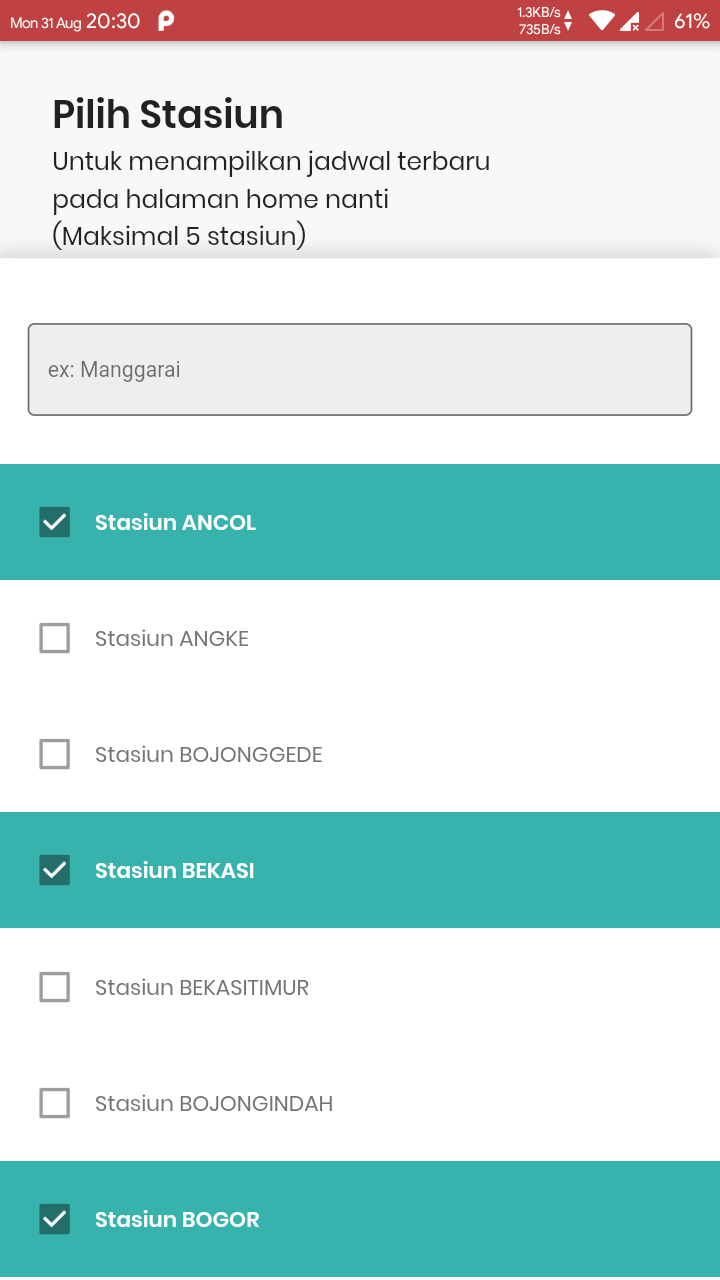 Mon 31 Aug 20:30 1.3KB/s 735B/s 61%
Pilih Stasiun
Untuk menampilkan jadwal terbaru
pada halaman home nanti
(Maksimal 5 stasiun)
ex: Manggarai
Stasiun ANCOL
Stasiun ANGKE
Stasiun BOJONGGEDE
Stasiun BEKASI
Stasiun BEKASITIMUR
Stasiun BOJONGINDAH
Stasiun BOGOR